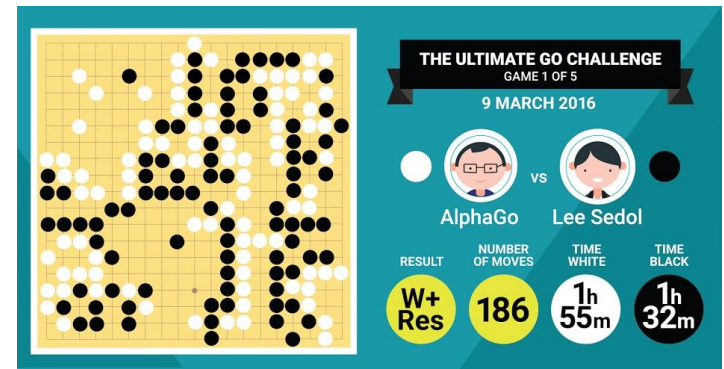 THE ULTIMATE GO CHALLENGE
GAME 1 OF 5
9 MARCH 2016
vs
AlphaGo
Lee Sedol
RESULT
W+
Res
NUMBER
OF MOVES
186
TIME
WHITE
1h
55m
TIME
BLACK
1h
32m